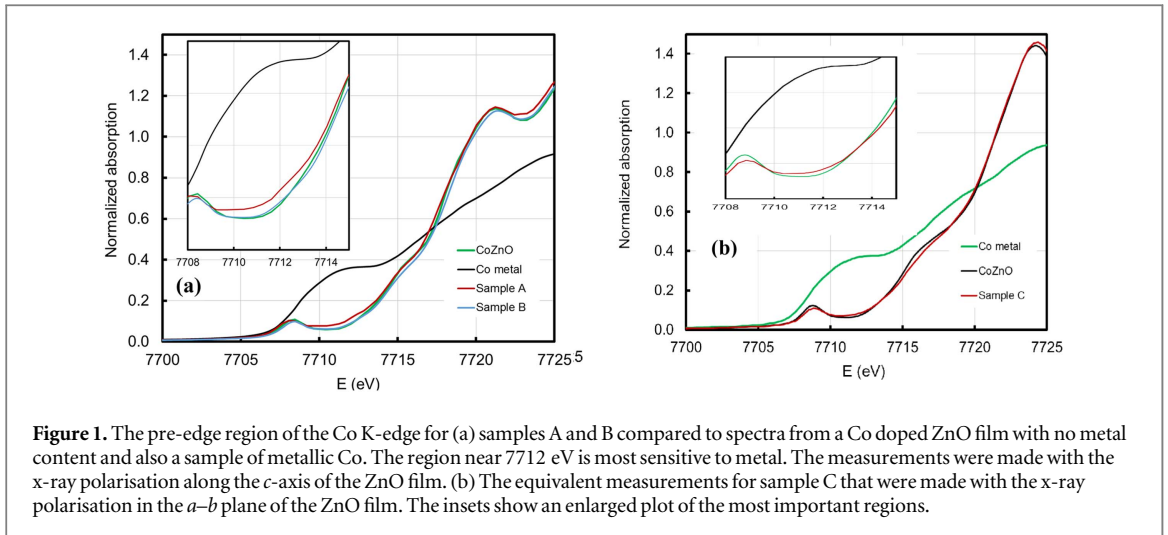 1.4
1.2
1.0
0.8
0.6
0.4
0.2
0.0
Normalized absorption
7708 7710 7712 7714
(a)
CoZnO
Co metal
Sample A
Sample B
7700 7705 7710 7715 7720 7725 5
E (eV)
1.4
1.2
1.0
0.8
0.6
0.4
0.2
0.0
Normalized absorption
7708 7710 7712 7714
(b)
Co metal
CoZnO
Sample C
7700 7705 7710 7715 7720 7725
E (eV)
Figure 1. The pre-edge region of the Co K-edge for (a) samples A and B compared to spectra from a Co doped ZnO film with no metal
content and also a sample of metallic Co. The region near 7712 eV is most sensitive to metal. The measurements were made with the
x-ray polarisation along the c-axis of the ZnO film. (b) The equivalent measurements for sample C that were made with the x-ray
polarisation in the a–b plane of the ZnO film. The insets show an enlarged plot of the most important regions.